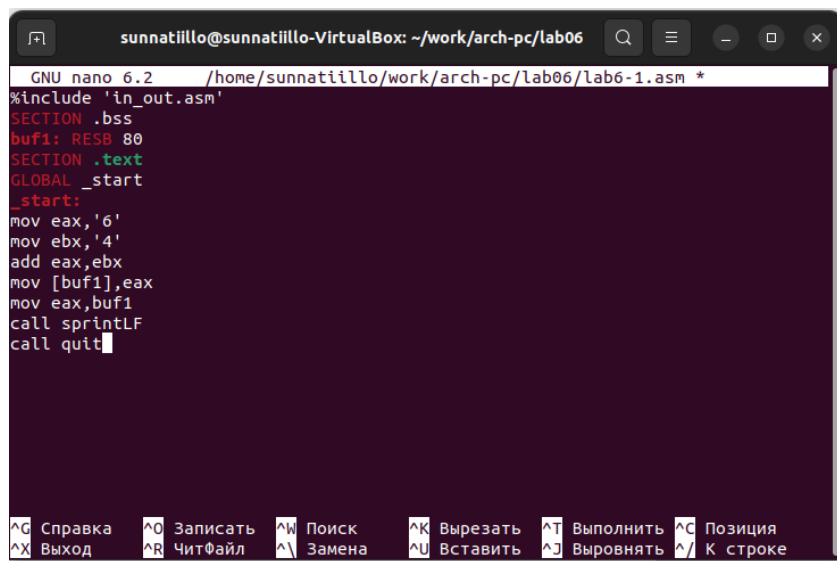 sunnatiillo@sunnatiillo-VirtualBox: ~/work/arch-pc/lab06
GNU nano 6.2 /home/sunnatillo/work/arch-pc/lab06/lab6-1.asm *
%include 'in_out.asm'
SECTION .bss
buf1: RESB 80
SECTION .text
GLOBAL _start
_start:
mov eax,'6'
mov ebx,'4'
add eax,ebx
mov [buf1],eax
mov eax,buf1
call sprintLF
call quit
^G Справка ^O Записать ^W Поиск ^K Вырезать ^T Выполнить ^C Позиция
^X Выход ^R ЧитФайл ^\ Замена ^U Вставить ^J Выровнять ^/ К строке